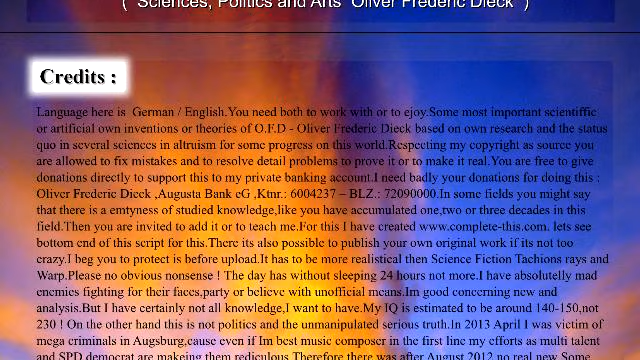 ( Sciences, Politics and Arts Oliver Frederic Dieck )
Credits :
Language here is German / English.You need both to work with or to ejoy.Some most important scientiffic
or artificial own inventions or theories of O.F.D - Oliver Frederic Dieck based on own research and the status
quo in several sciences in altruism for some progress on this world.Respecting my copyright as source you
are allowed to fix mistakes and to resolve detail problems to prove it or to make it real.You are free to give
donations directly to support this to my private banking account.I need badly your donations for doing this :
Oliver Frederic Dieck ,Augusta Bank eG ,Ktnr.: 6004237 – BLZ.: 72090000.In some fields you might say
that there is a emtyness of studied knowledge,like you have accumulated one,two or three decades in this
field.Then you are invited to add it or to teach me.For this I have created www.complete-this.com. lets see
bottom end of this script for this.There its also possible to publish your own original work if its not too
crazy.I beg you to protect is before upload.It has to be more realistical then Science Fiction Tachions rays and
Warp.Please no obvious nonsense ! The day has without sleeping 24 hours not more.I have absolutelly mad
enemies fighting for their faces,party or believe with unofficial means.Im good concerning new and
analysis.But I have certainly not all knowledge,I want to have.My IQ is estimated to be around 140-150,not
230 ! On the other hand this is not politics and the unmanipulated serious truth.In 2013 April I was victim of
mega criminals in Augsburg,cause even if Im best music composer in the first line my efforts as multi talent
and SPD democrat are makeing them rediculous.Therefore there was after August 2012 no real new Some